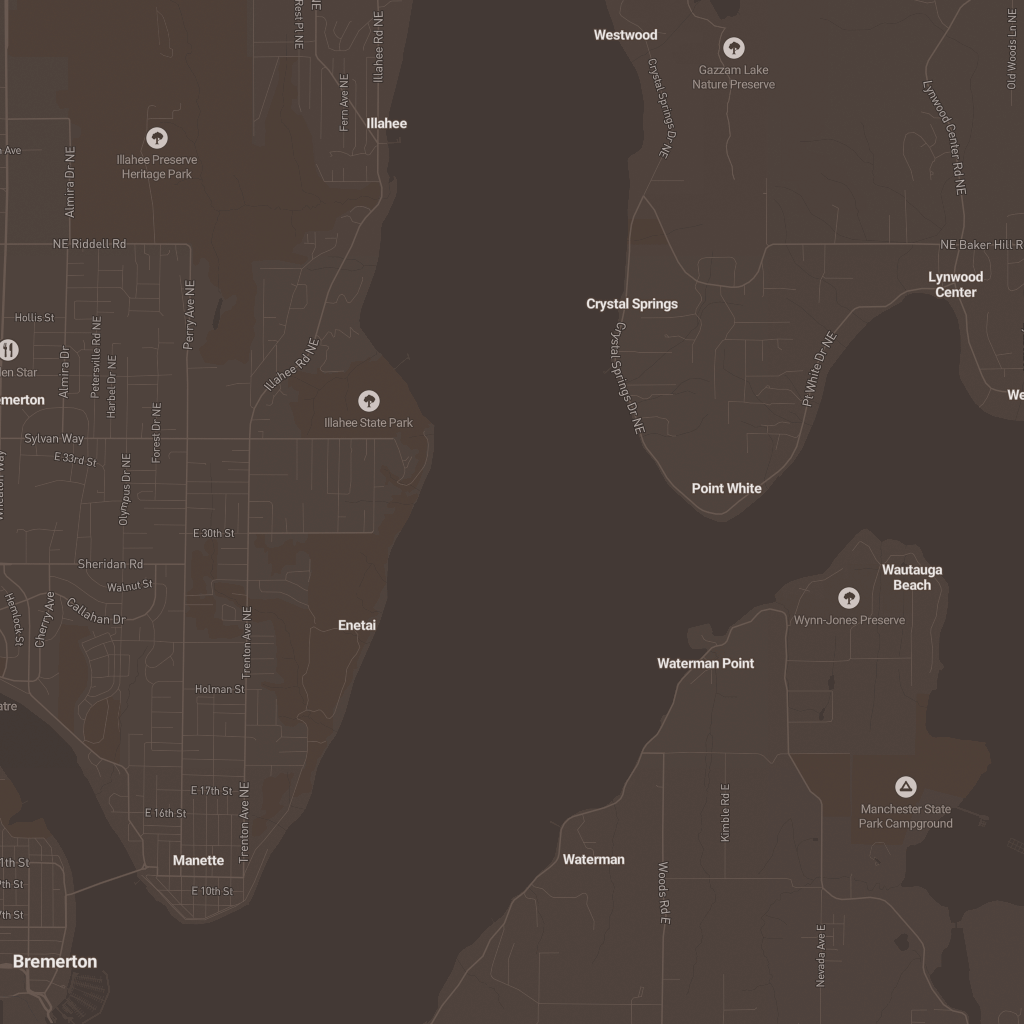 Rest Pl NE
Illahee Rd NE
Westwood
Gazzam Lake
Nature Preserve
Old Woods Ln NE
Fern Ave NE
Crystal Springs Dr NE
Illahee
Lynwood Center Rd NE
Ave
Illahee Preserve
Heritage Park
Almira Dr NE
NE Riddell Rd
NE Baker Hill R
Lynwood
Center
Perry Ave NE
Crystal Springs
Hollis St
Petersville Rd NE
Almira Dr
Harbel Dr NE
Illahee Rd NE
Crystal Springs Dr NE
Pt White Dr NE
en Star
merton
We
Illahee State Park
Sylvan Way
Forest Dr NE
E 33rd St
Olympus Dr NE
Wheaton Way
Point White
E 30th St
Sheridan Rd
Walnut St
Wautauga
Beach
Hemlock St
Cherry Ave
Callahan Dr
Trenton Ave NE
Enetai
Wynn-Jones Preserve
Waterman Point
Holman St
atre
E 17th St
E 16th St
Trenton Ave NE
Kimble Rd E
Manchester State
Park Campground
Manette
Waterman
1th St
th St
E 10th St
Woods Rd E
7th St
Nevada Ave E
Bremerton